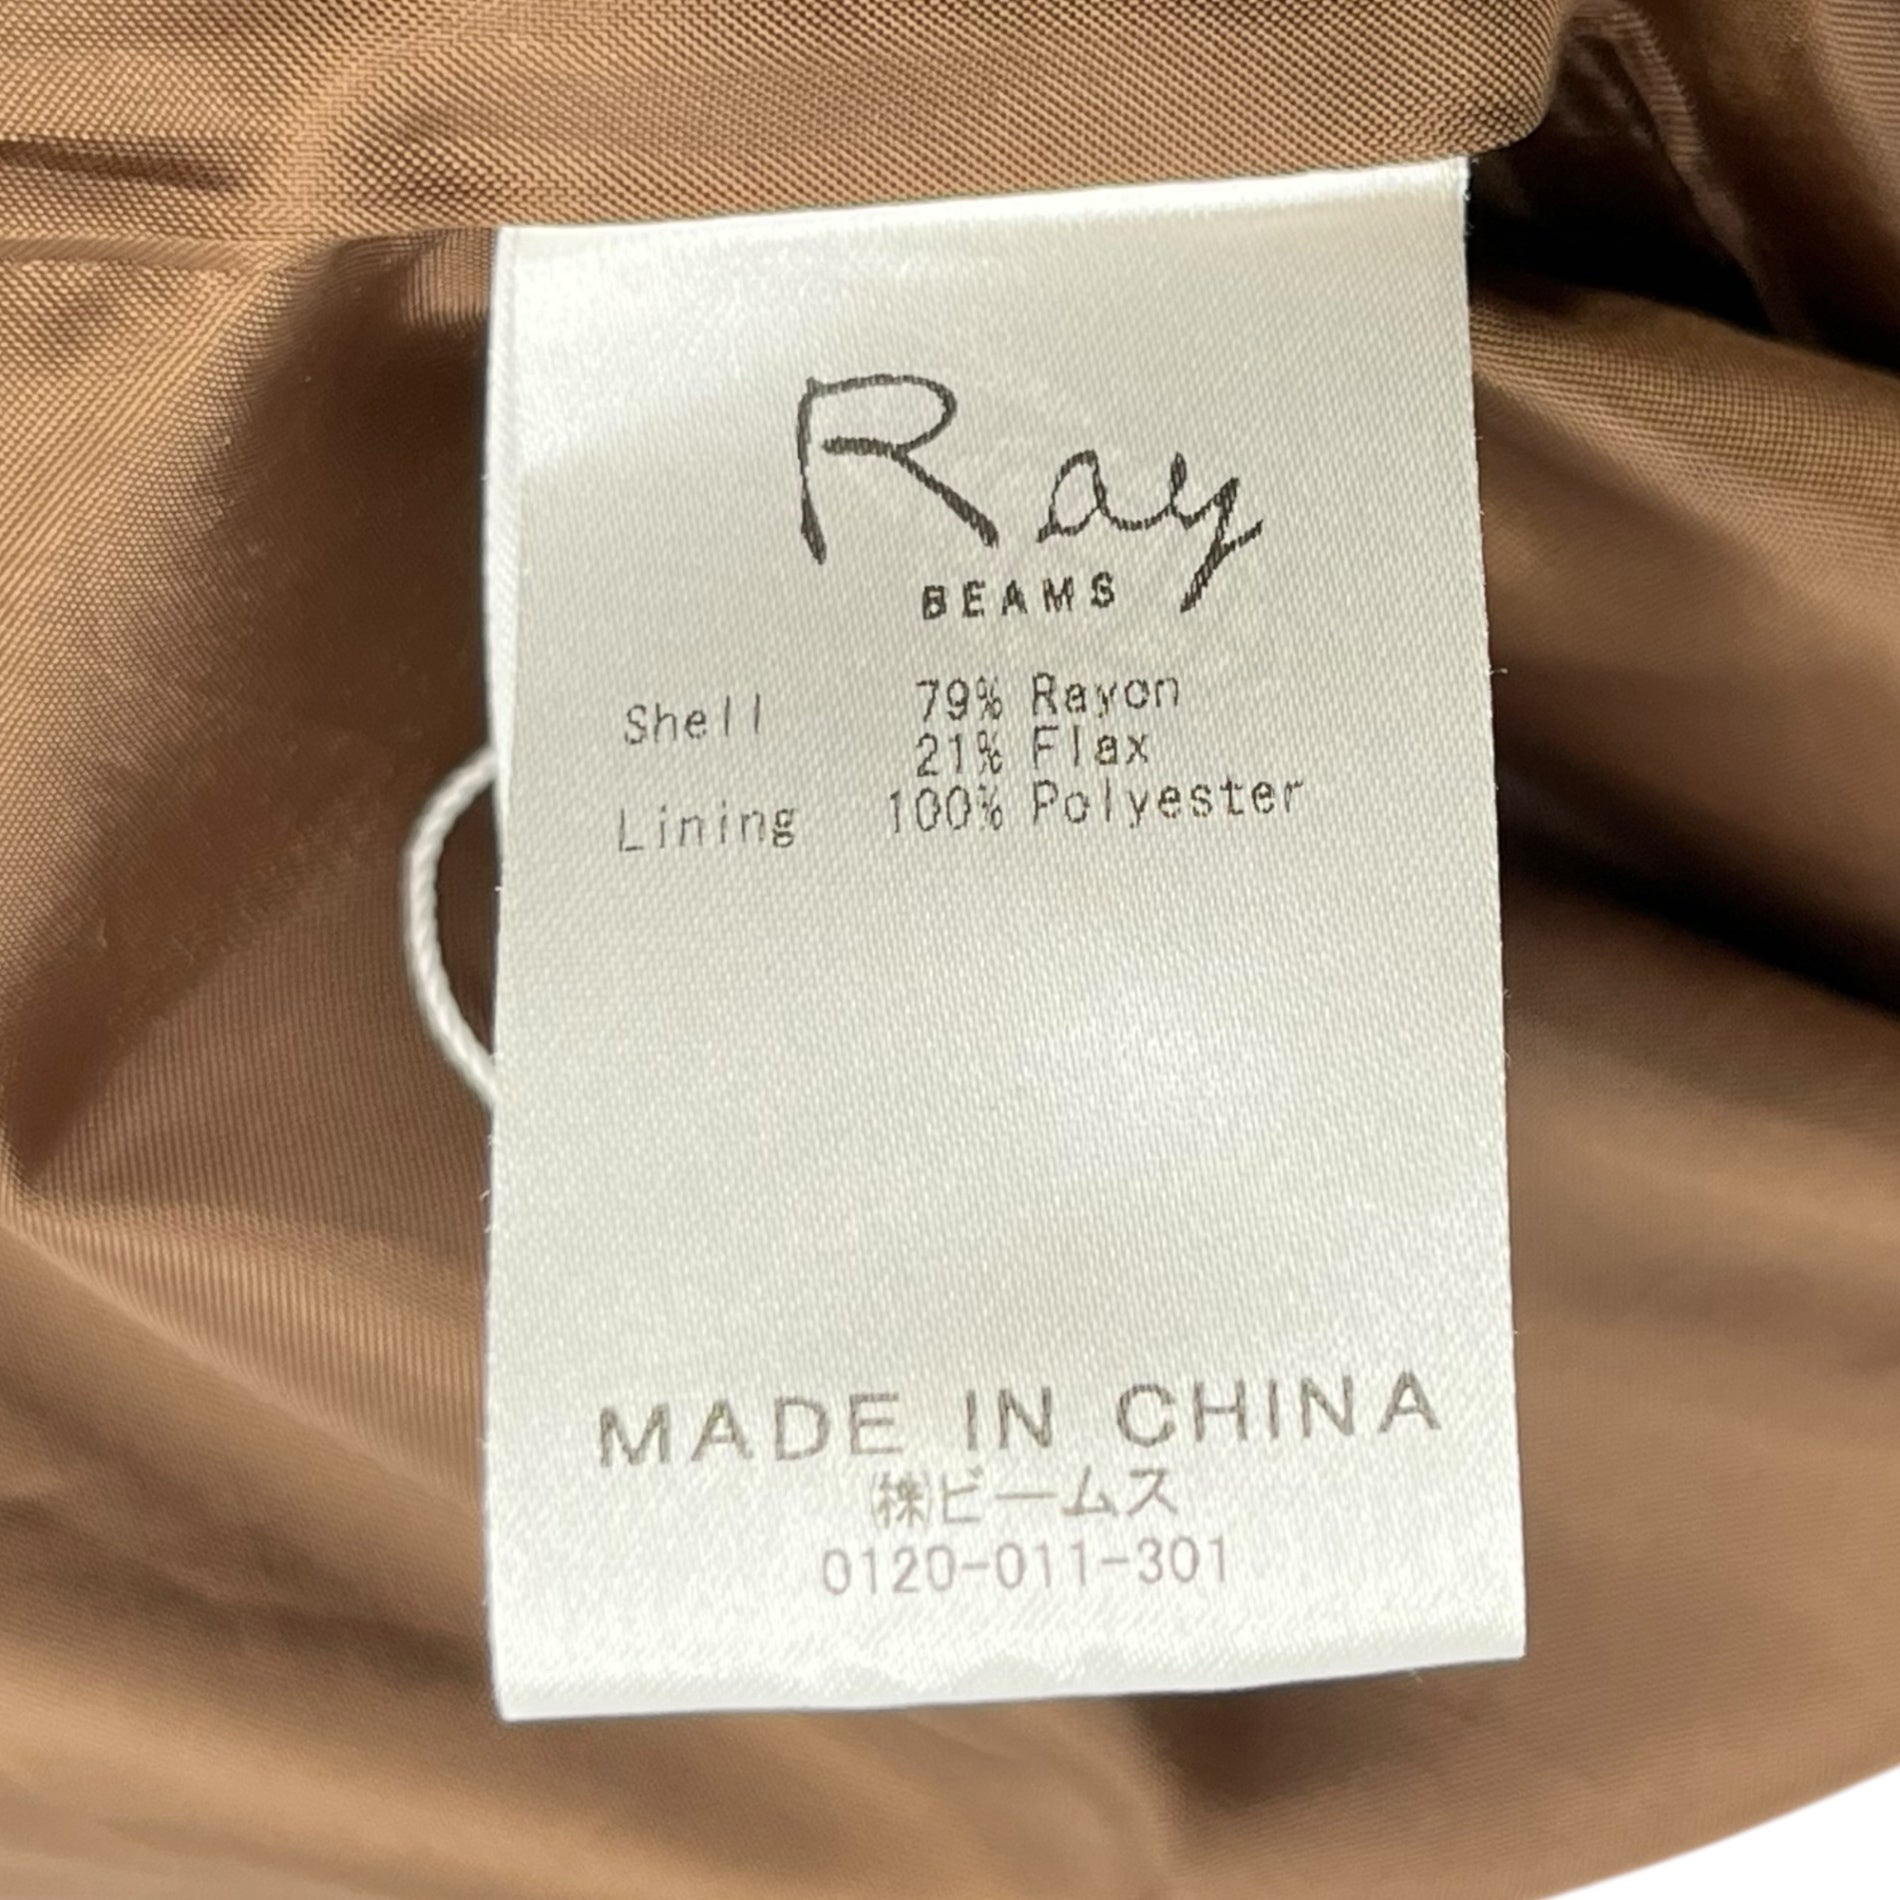 Ray
BEAMS
Shell 79% Rayon
21% Flax
Lining 100% Polyester
MADE IN CHINA
㈱ビームス
0120-011-301